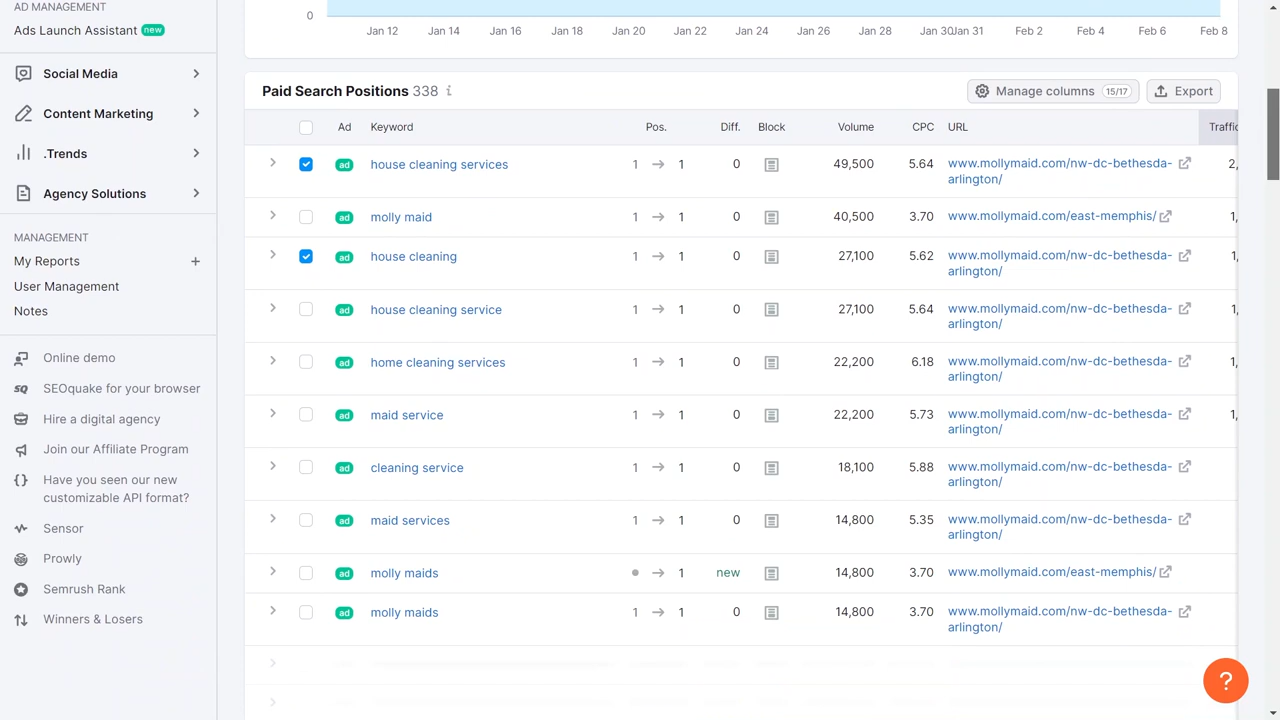 AD MANAGEMENT
Ads Launch Assistant new
Social Media
Content Marketing
.Trends
Agency Solutions
MANAGEMENT
My Reports +
User Management
Notes
Online demo
SEOquake for your browser
Hire a digital agency
Join our Affiliate Program
Have you seen our new
customizable API format?
Sensor
Prowly
Semrush Rank
Winners & Losers
0
Jan 12 Jan 14 Jan 16 Jan 18 Jan 20 Jan 22 Jan 24 Jan 26 Jan 28 Jan 30 Jan 31 Feb 2 Feb 4 Feb 6 Feb 8
Paid Search Positions 338 i
Manage columns 15/17 Export
Ad Keyword Pos. Diff. Block Volume CPC URL Traffic
ad house cleaning services 1 → 1 0 49,500 5.64 www.mollymaid.com/nw-dc-bethesda- 2,
arlington/
ad molly maid 1 → 1 0 40,500 3.70 www.mollymaid.com/east-memphis/ 1,
ad house cleaning 1 → 1 0 27,100 5.62 www.mollymaid.com/nw-dc-bethesda- 1,
arlington/
ad house cleaning service 1 → 1 0 27,100 5.64 www.mollymaid.com/nw-dc-bethesda- 1,
arlington/
ad home cleaning services 1 → 1 0 22,200 6.18 www.mollymaid.com/nw-dc-bethesda- 1,
arlington/
ad maid service 1 → 1 0 22,200 5.73 www.mollymaid.com/nw-dc-bethesda- 1,
arlington/
ad cleaning service 1 → 1 0 18,100 5.88 www.mollymaid.com/nw-dc-bethesda-
arlington/
ad maid services 1 → 1 0 14,800 5.35 www.mollymaid.com/nw-dc-bethesda-
arlington/
ad molly maids • → 1 new 14,800 3.70 www.mollymaid.com/east-memphis/
ad molly maids 1 → 1 0 14,800 3.70 www.mollymaid.com/nw-dc-bethesda-
arlington/
?